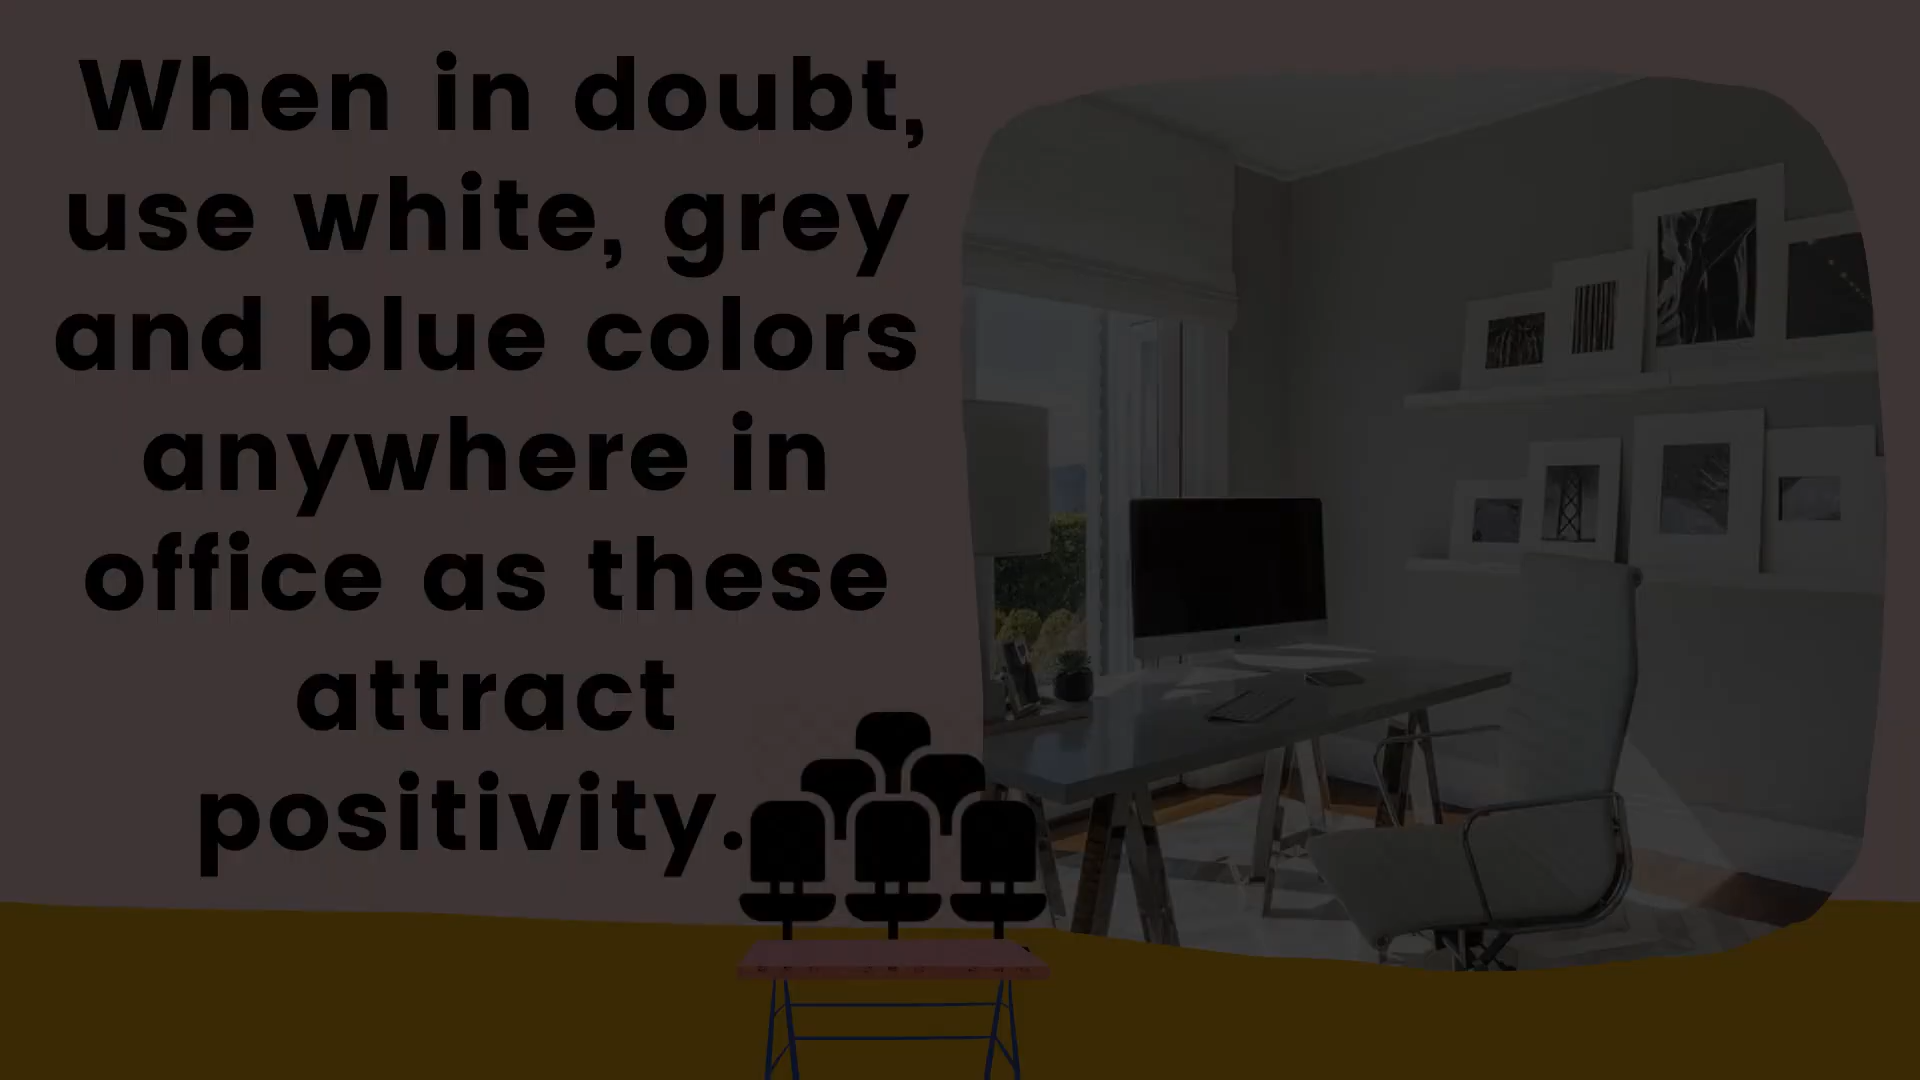 When in doubt,
use white, grey
and blue colors
anywhere in
office as these
attract
positivity.